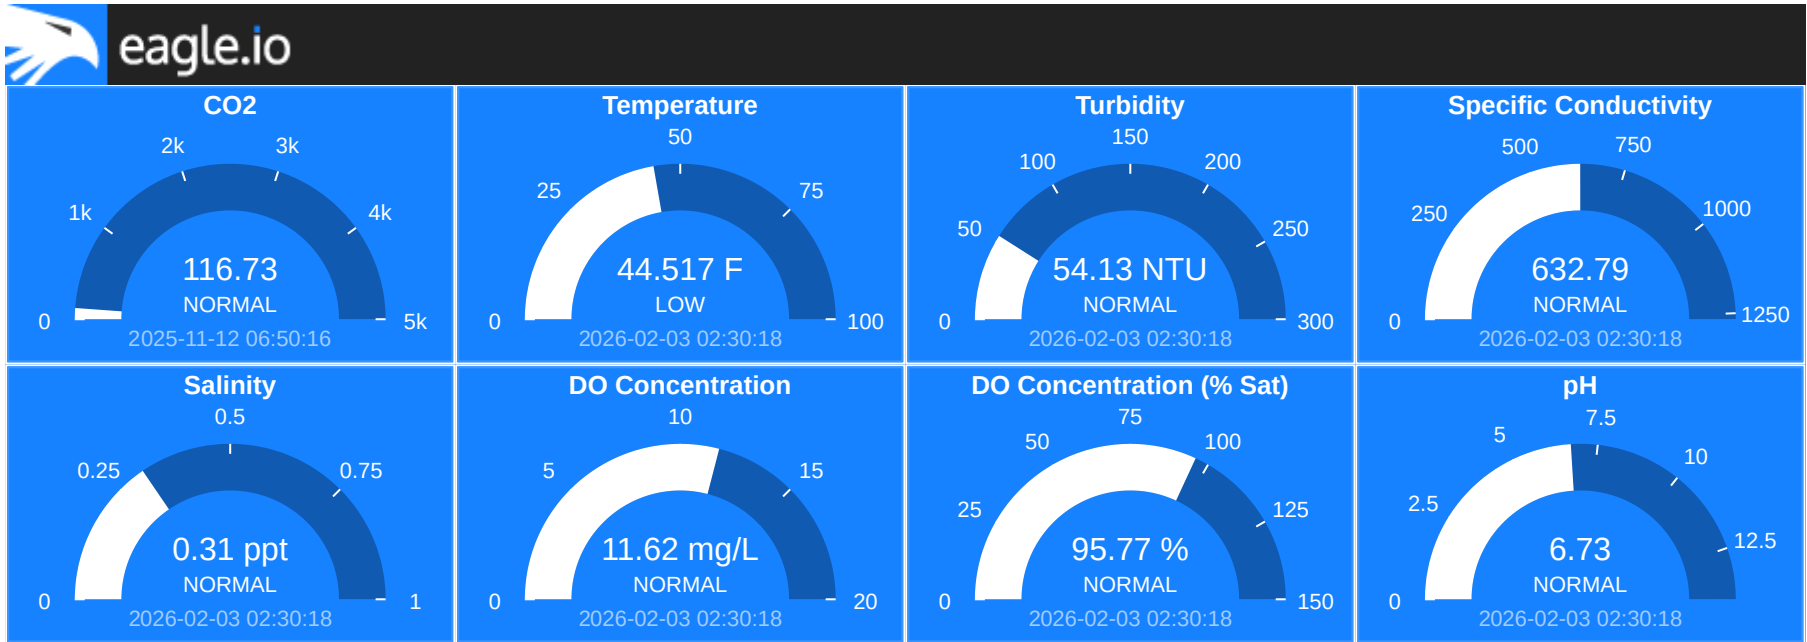 eagle.io
CO2
0
1k
2k
3k
4k
5k
116.73
NORMAL
2025-11-12 06:50:16
Temperature
0
25
50
75
100
44.517 F
LOW
2026-02-03 02:30:18
Turbidity
0
50
100
150
200
250
300
54.13 NTU
NORMAL
2026-02-03 02:30:18
Specific Conductivity
0
250
500
750
1000
1250
632.79
NORMAL
2026-02-03 02:30:18
Salinity
0
0.25
0.5
0.75
1
0.31 ppt
NORMAL
2026-02-03 02:30:18
DO Concentration
0
5
10
15
20
11.62 mg/L
NORMAL
2026-02-03 02:30:18
DO Concentration (% Sat)
0
25
50
75
100
125
150
95.77 %
NORMAL
2026-02-03 02:30:18
pH
0
2.5
5
7.5
10
12.5
6.73
NORMAL
2026-02-03 02:30:18